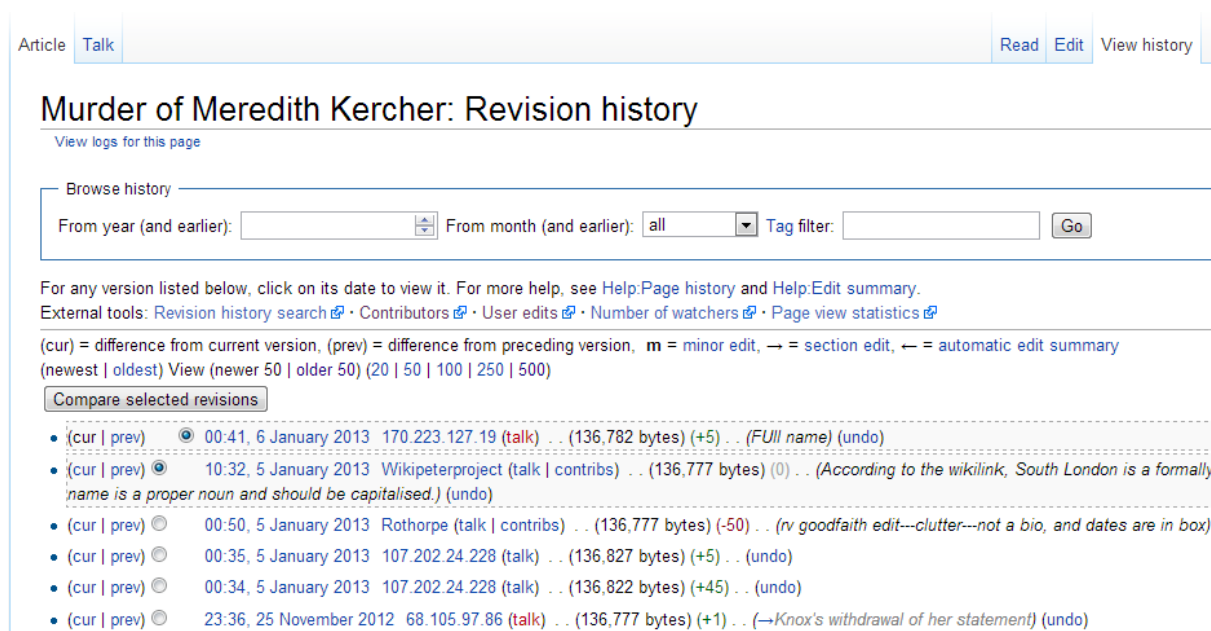 Article Talk Read Edit View history
Murder of Meredith Kercher: Revision history
View logs for this page
Browse history
From year (and earlier): From month (and earlier): all Tag filter: Go
For any version listed below, click on its date to view it. For more help, see Help:Page history and Help:Edit summary.
External tools: Revision history search · Contributors · User edits · Number of watchers · Page view statistics
(cur) = difference from current version, (prev) = difference from preceding version, m = minor edit, → = section edit, ← = automatic edit summary
(newest | oldest) View (newer 50 | older 50) (20 | 50 | 100 | 250 | 500)
Compare selected revisions
• (cur | prev) 00:41, 6 January 2013 170.223.127.19 (talk) . . (136,782 bytes) (+5) . . (FUll name) (undo)
• (cur | prev) 10:32, 5 January 2013 Wikipeterproject (talk | contribs) . . (136,777 bytes) (0) . . (According to the wikilink, South London is a formally
name is a proper noun and should be capitalised.) (undo)
• (cur | prev) 00:50, 5 January 2013 Rothorpe (talk | contribs) . . (136,777 bytes) (-50) . . (rv goodfaith edit---clutter---not a bio, and dates are in box)
• (cur | prev) 00:35, 5 January 2013 107.202.24.228 (talk) . . (136,827 bytes) (+5) . . (undo)
• (cur | prev) 00:34, 5 January 2013 107.202.24.228 (talk) . . (136,822 bytes) (+45) . . (undo)
• (cur | prev) 23:36, 25 November 2012 68.105.97.86 (talk) . . (136,777 bytes) (+1) . . (→Knox's withdrawal of her statement) (undo)